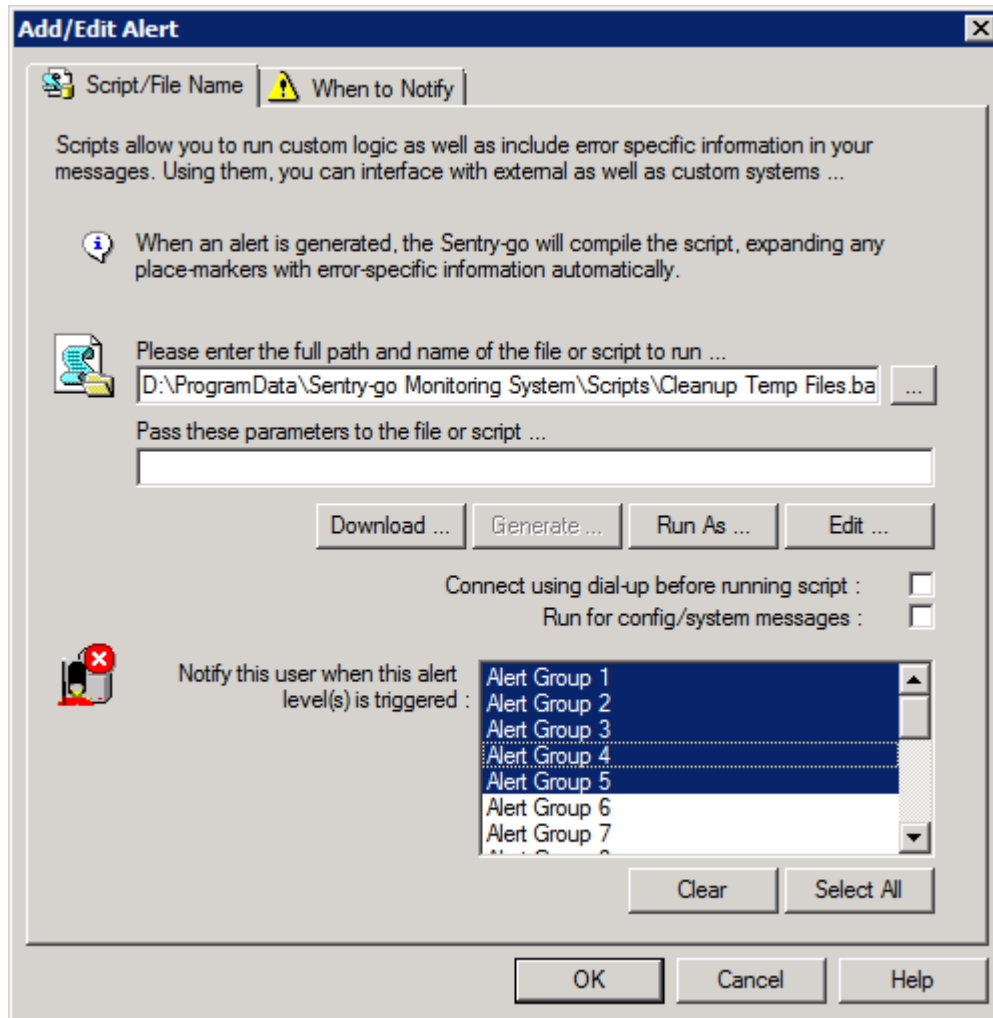 Add/Edit Alert
Script/File Name
When to Notify
Scripts allow you to run custom logic as well as include error specific information in your
messages. Using them, you can interface with external as well as custom systems ...
When an alert is generated, the Sentry-go will compile the script, expanding any
place-markers with error-specific information automatically.
Please enter the full path and name of the file or script to run ...
D:\ProgramData\Sentry-go Monitoring System\Scripts\Cleanup Temp Files.ba
...
Pass these parameters to the file or script ...
Download ...
Generate ...
Run As ...
Edit ...
Connect using dial-up before running script :
Run for config/system messages :
Notify this user when this alert
level(s) is triggered :
Alert Group 1
Alert Group 2
Alert Group 3
Alert Group 4
Alert Group 5
Alert Group 6
Alert Group 7
Clear
Select All
OK
Cancel
Help